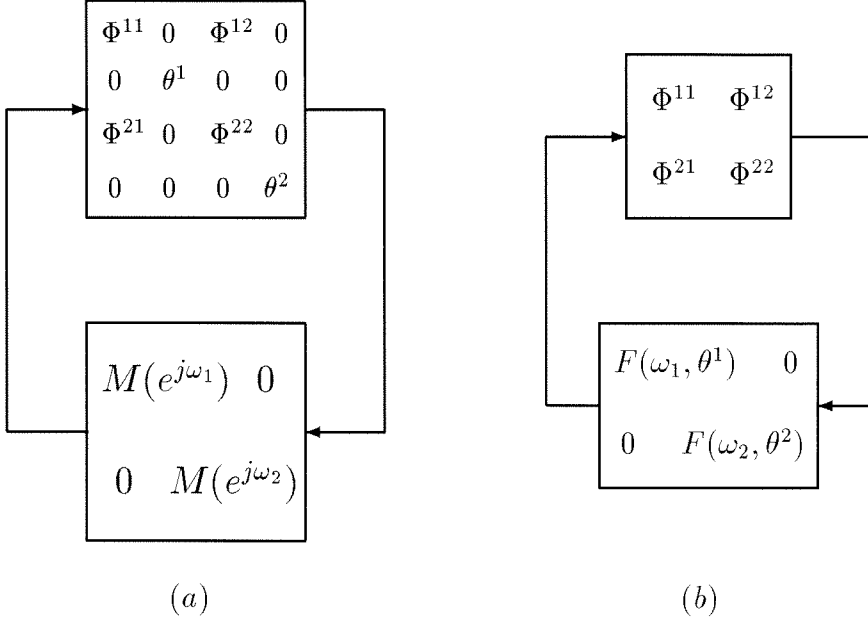 Φ¹¹ 0 Φ¹² 0
0 θ¹ 0 0
Φ²¹ 0 Φ²² 0
0 0 0 θ²
M(e^{jω₁}) 0
0 M(e^{jω₂})
(a)
Φ¹¹ Φ¹²
Φ²¹ Φ²²
F(ω₁, θ¹) 0
0 F(ω₂, θ²)
(b)